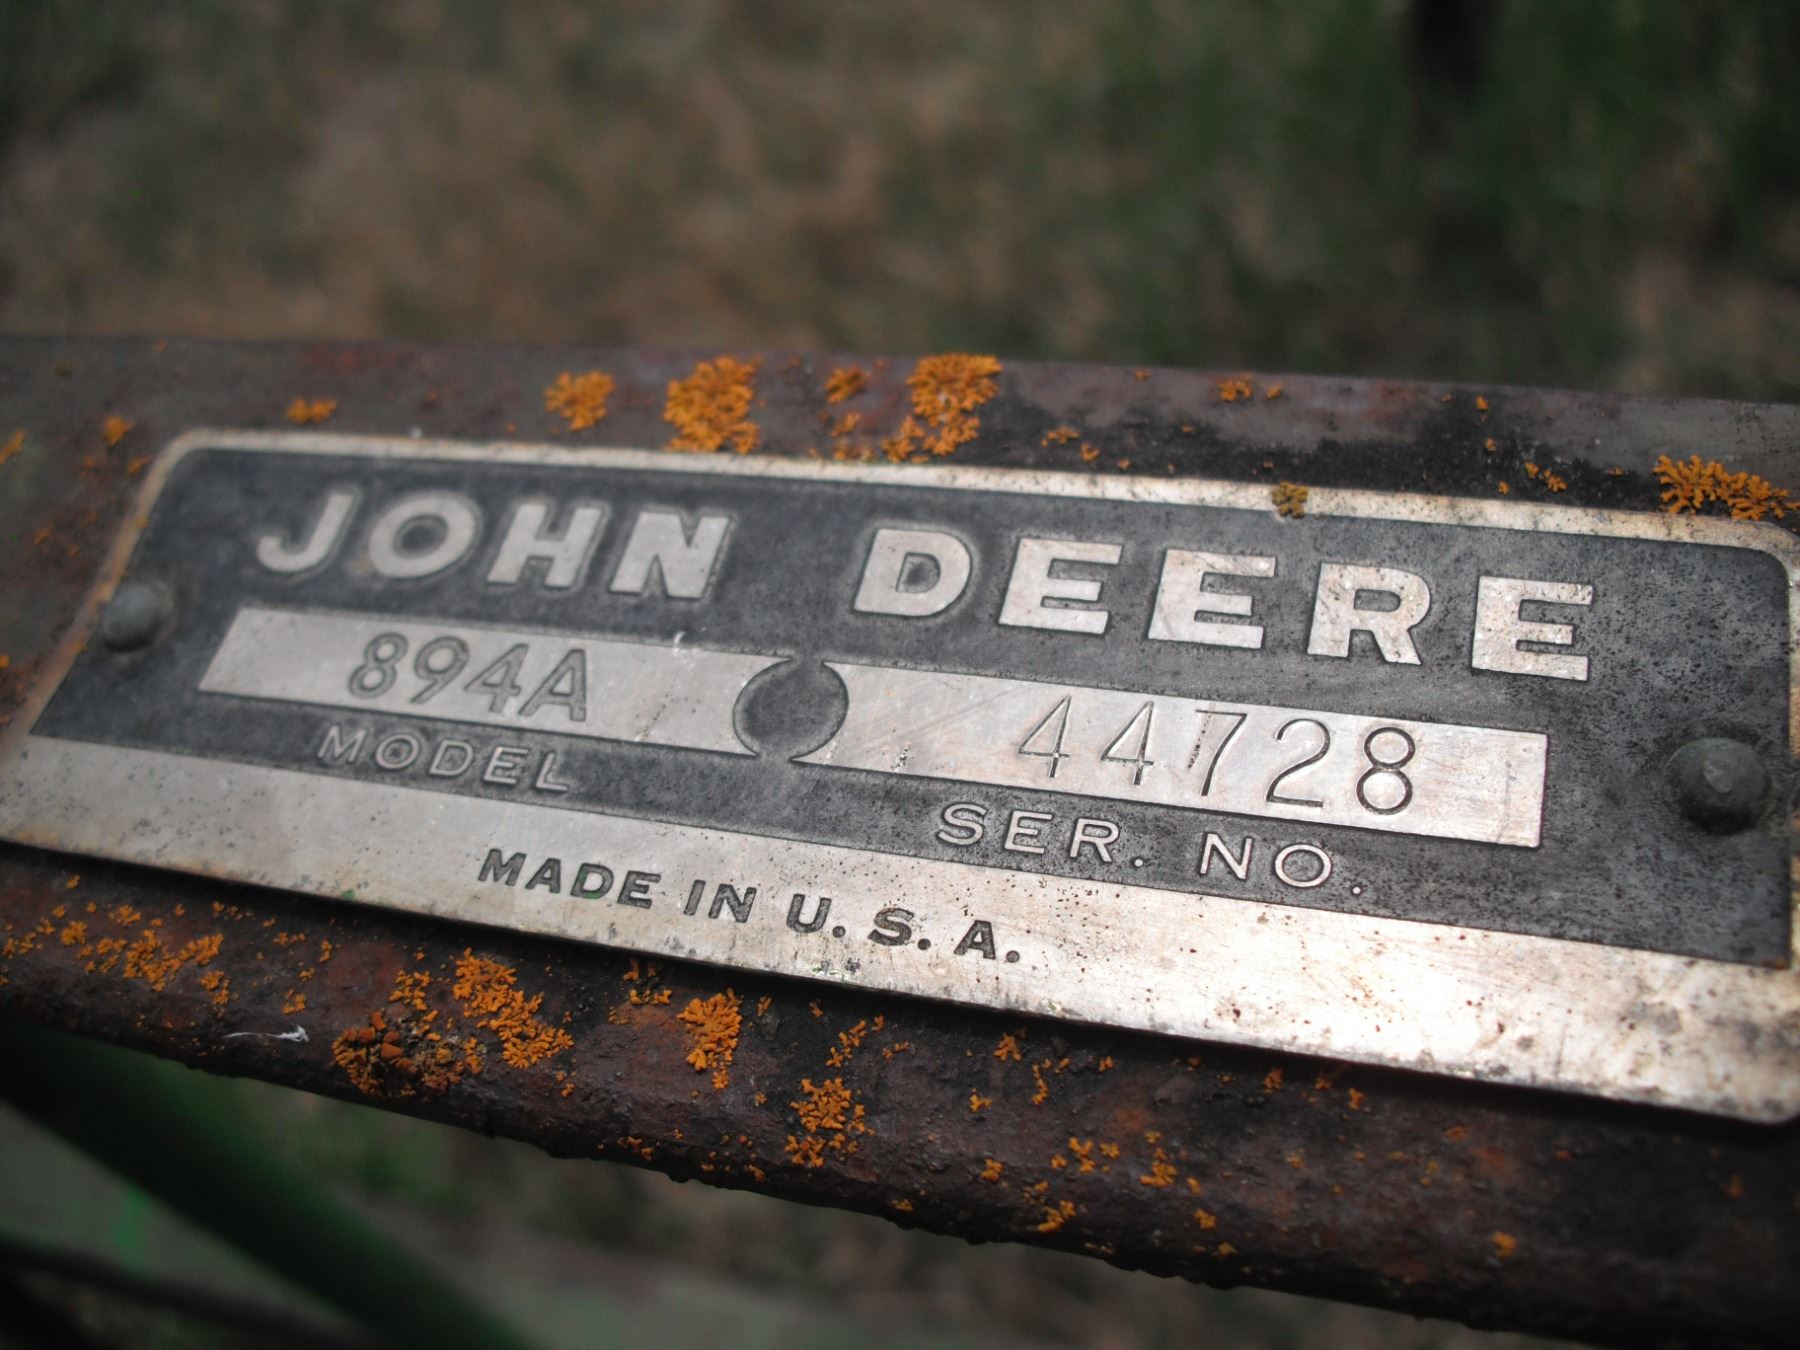 JOHN DEERE
894A 44728
MODEL SER. NO.
MADE IN U.S.A.